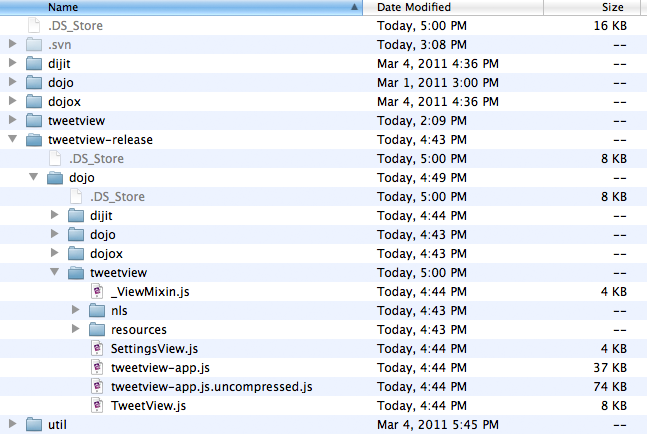 Name Date Modified Size
.DS_Store Today, 5:00 PM 16 KB
.svn Today, 3:08 PM --
dijit Mar 4, 2011 4:36 PM --
dojo Mar 1, 2011 3:00 PM --
dojox Mar 4, 2011 4:36 PM --
tweetview Today, 2:09 PM --
tweetview-release Today, 4:43 PM --
.DS_Store Today, 5:00 PM 8 KB
dojo Today, 4:49 PM --
.DS_Store Today, 5:00 PM 8 KB
dijit Today, 4:44 PM --
dojo Today, 4:43 PM --
dojox Today, 4:43 PM --
tweetview Today, 5:00 PM --
_ViewMixin.js Today, 4:44 PM 4 KB
nls Today, 4:43 PM --
resources Today, 4:43 PM --
SettingsView.js Today, 4:44 PM 4 KB
tweetview-app.js Today, 4:44 PM 37 KB
tweetview-app.js.uncompressed.js Today, 4:44 PM 74 KB
TweetView.js Today, 4:44 PM 8 KB
util Mar 4, 2011 5:45 PM --